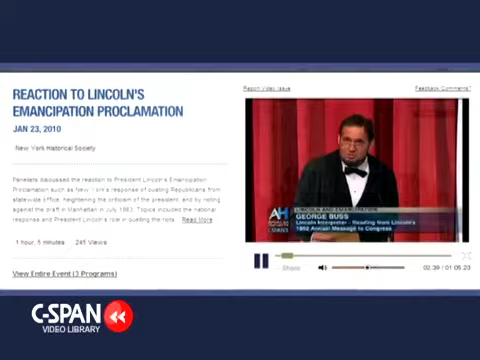 REACTION TO LINCOLN'S
EMANCIPATION PROCLAMATION
JAN 23, 2010
New York Historical Society
Panelists discussed the reaction to President Lincoln's Emancipation
Proclamation such as New York's response of ousting Republicans from
statewide office, heightening the criticism of the president, and by rioting
against the draft in Manhattan in July 1863. Topics included the national
response and President Lincoln's role in quelling the riots. Read More
1 hour, 5 minutes 245 Views
View Entire Event (3 Programs)
Report Video Issue
Feedback Comments?
LINCOLN AND EMANCIPATION
AH
GEORGE BUSS
Lincoln Interpreter - Reading from Lincoln's
1862 Annual Message to Congress
C-SPAN
Share
02:39 / 01:05:23
C-SPAN
VIDEO LIBRARY